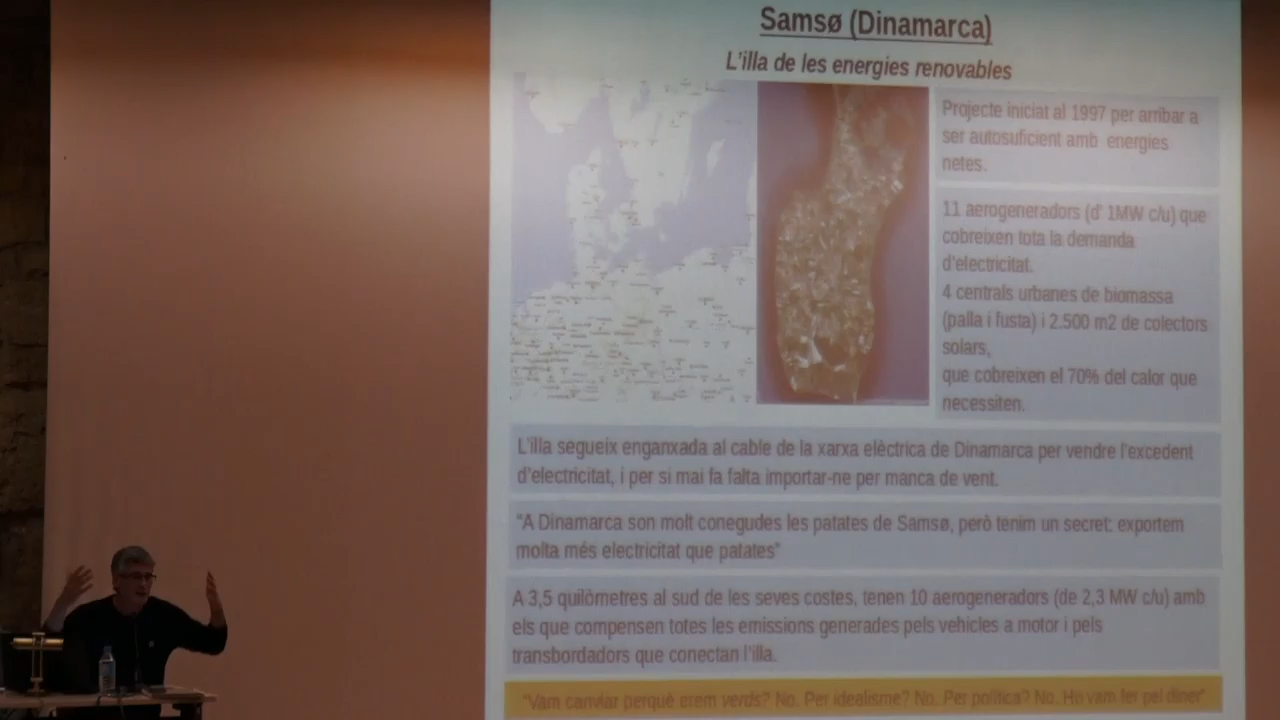 Samsø (Dinamarca)
L'illa de les energies renovables
Projecte iniciat al 1997 per arribar a
ser autosuficient amb energies
netes.
11 aerogeneradors (d' 1MW c/u) que
cobreixen tota la demanda
d'electricitat.
4 centrals urbanes de biomassa
(palla i fusta) i 2.500 m2 de colectors
solars,
que cobreixen el 70% del calor que
necessiten.
L'illa segueix enganxada al cable de la xarxa elèctrica de Dinamarca per vendre l'excedent
d'electricitat, i per si mai fa falta importar-ne per manca de vent.
"A Dinamarca son molt conegudes les patates de Samsø, però tenim un secret: exportem
molta més electricitat que patates"
A 3,5 quilòmetres al sud de les seves costes, tenen 10 aerogeneradors (de 2,3 MW c/u) amb
els que compensen totes les emissions generades pels vehicles a motor i pels
transbordadors que conectan l'illa.
"Vam canviar perquè erem verds? No. Per idealisme? No. Per política? No. Ho vam fer pel diner"